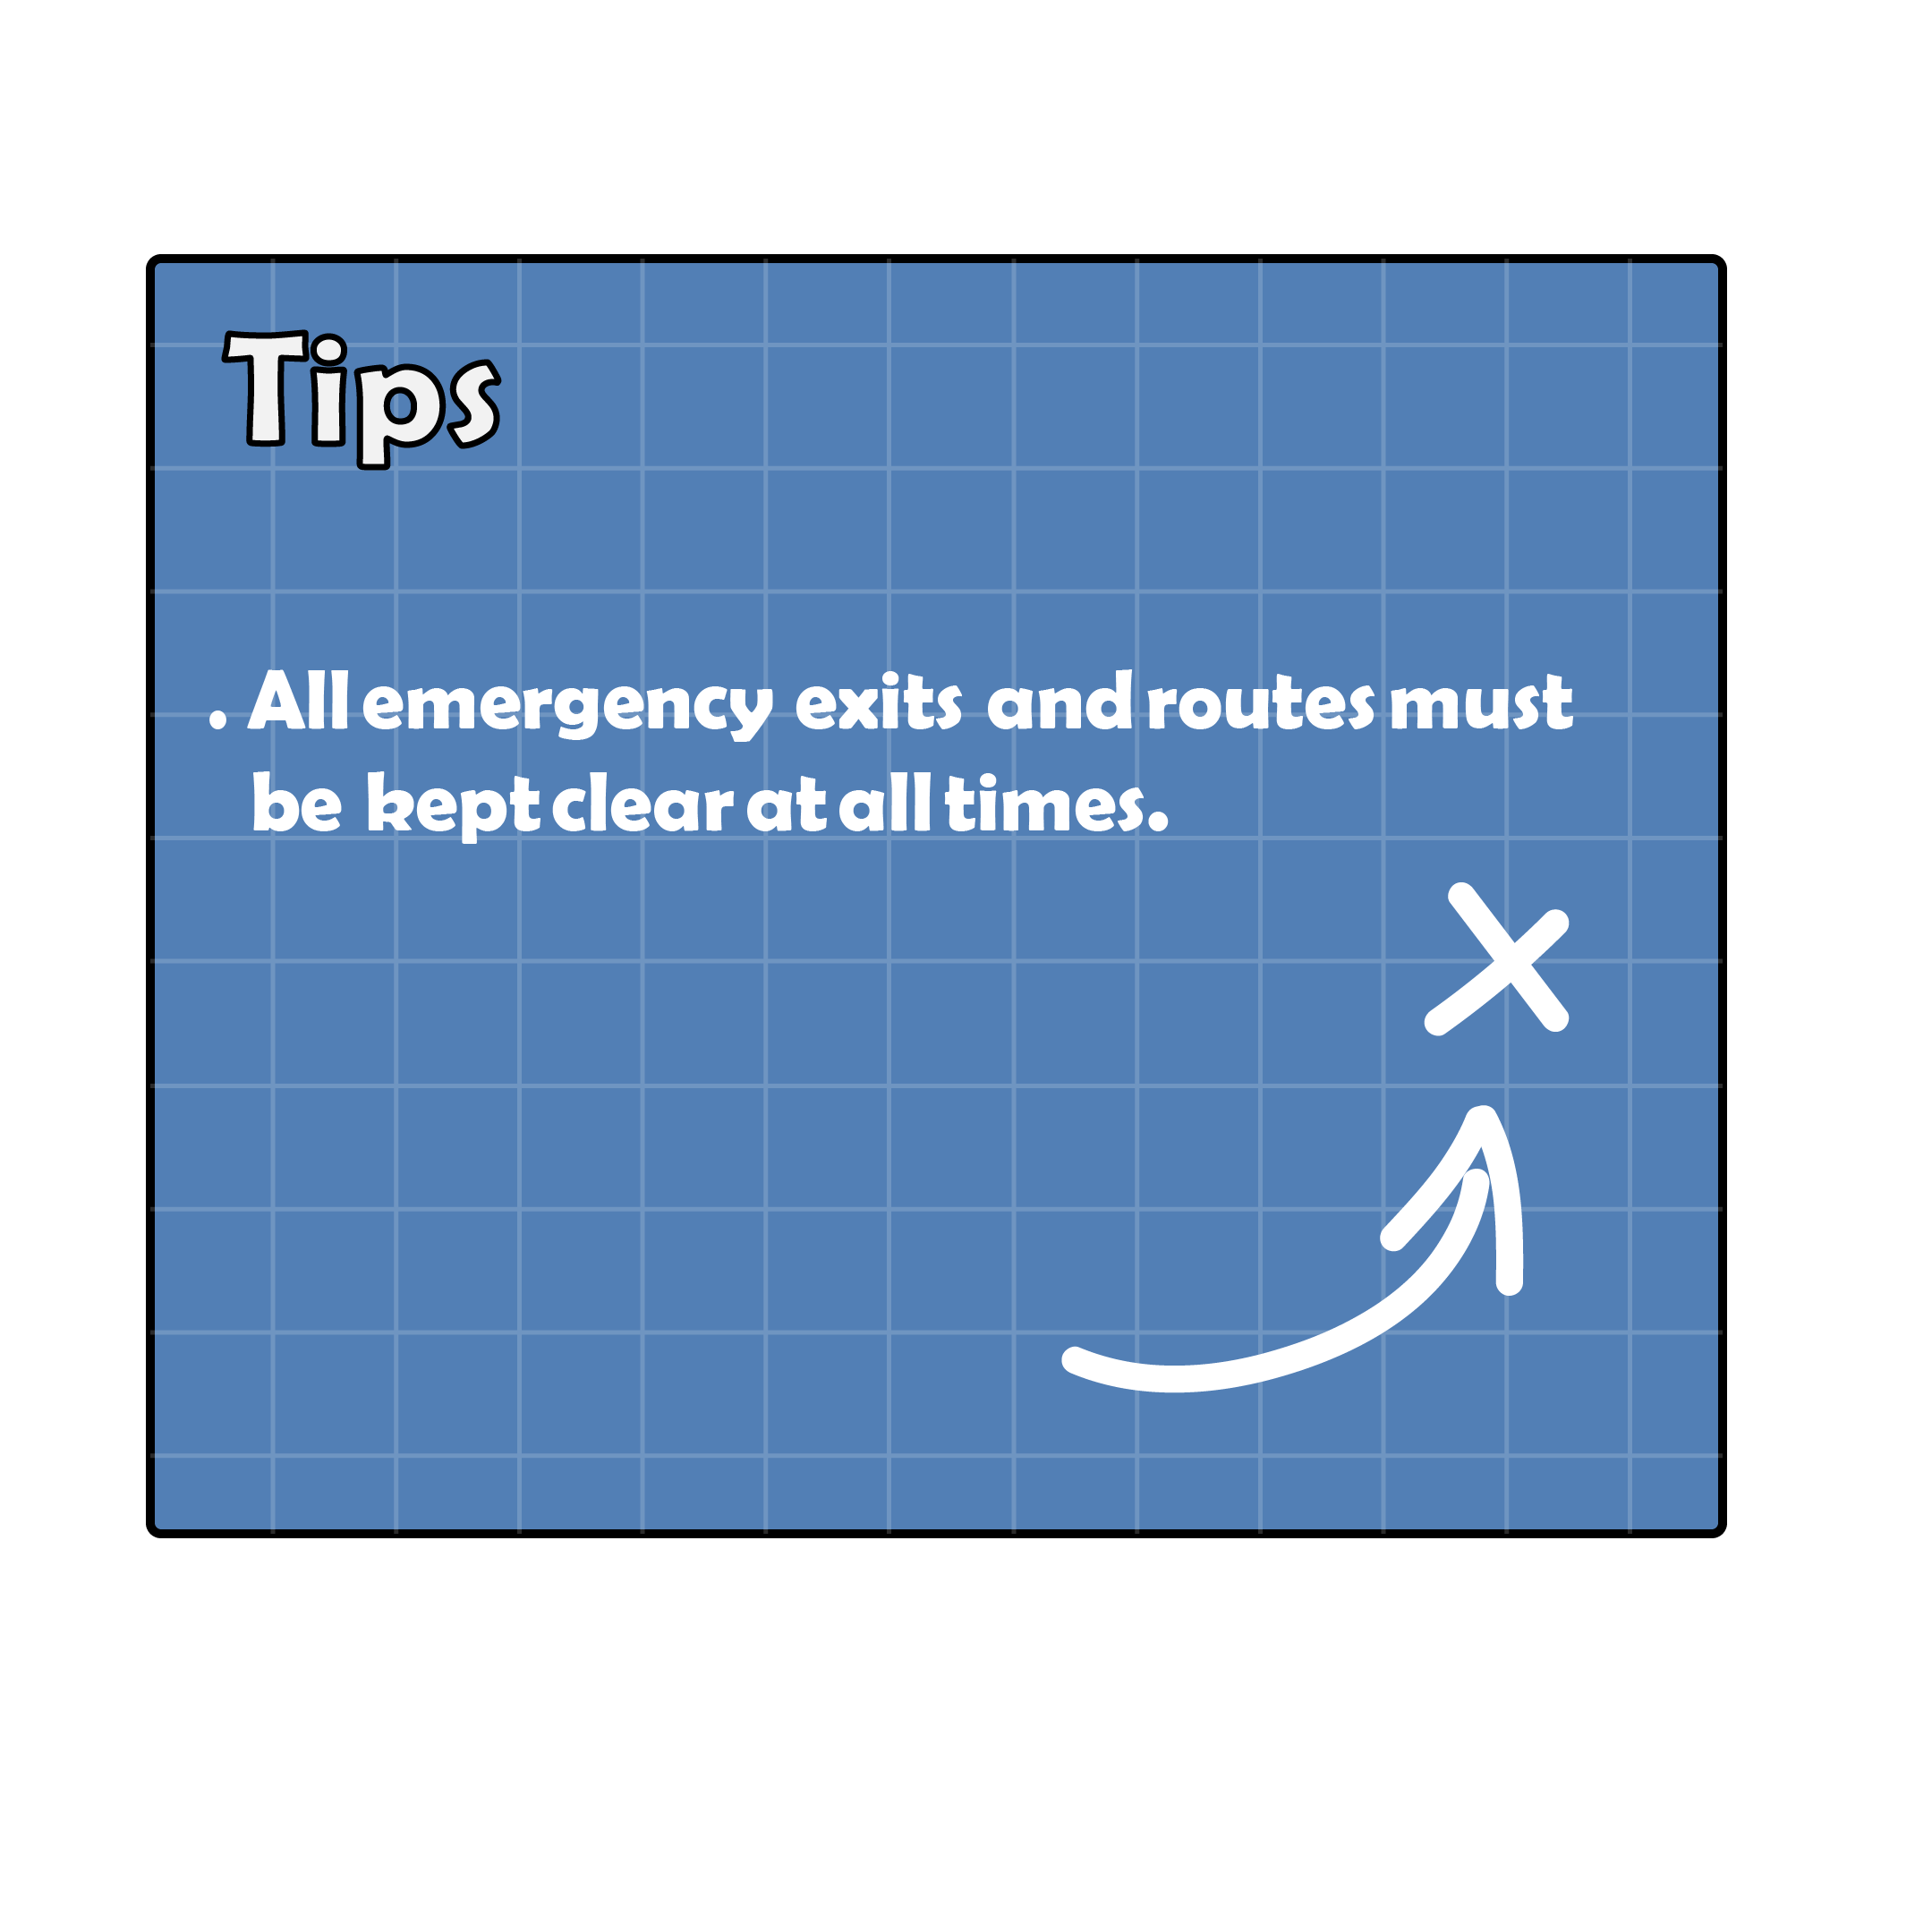 Tips
. All emergency exits and routes must
be kept clear at all times.